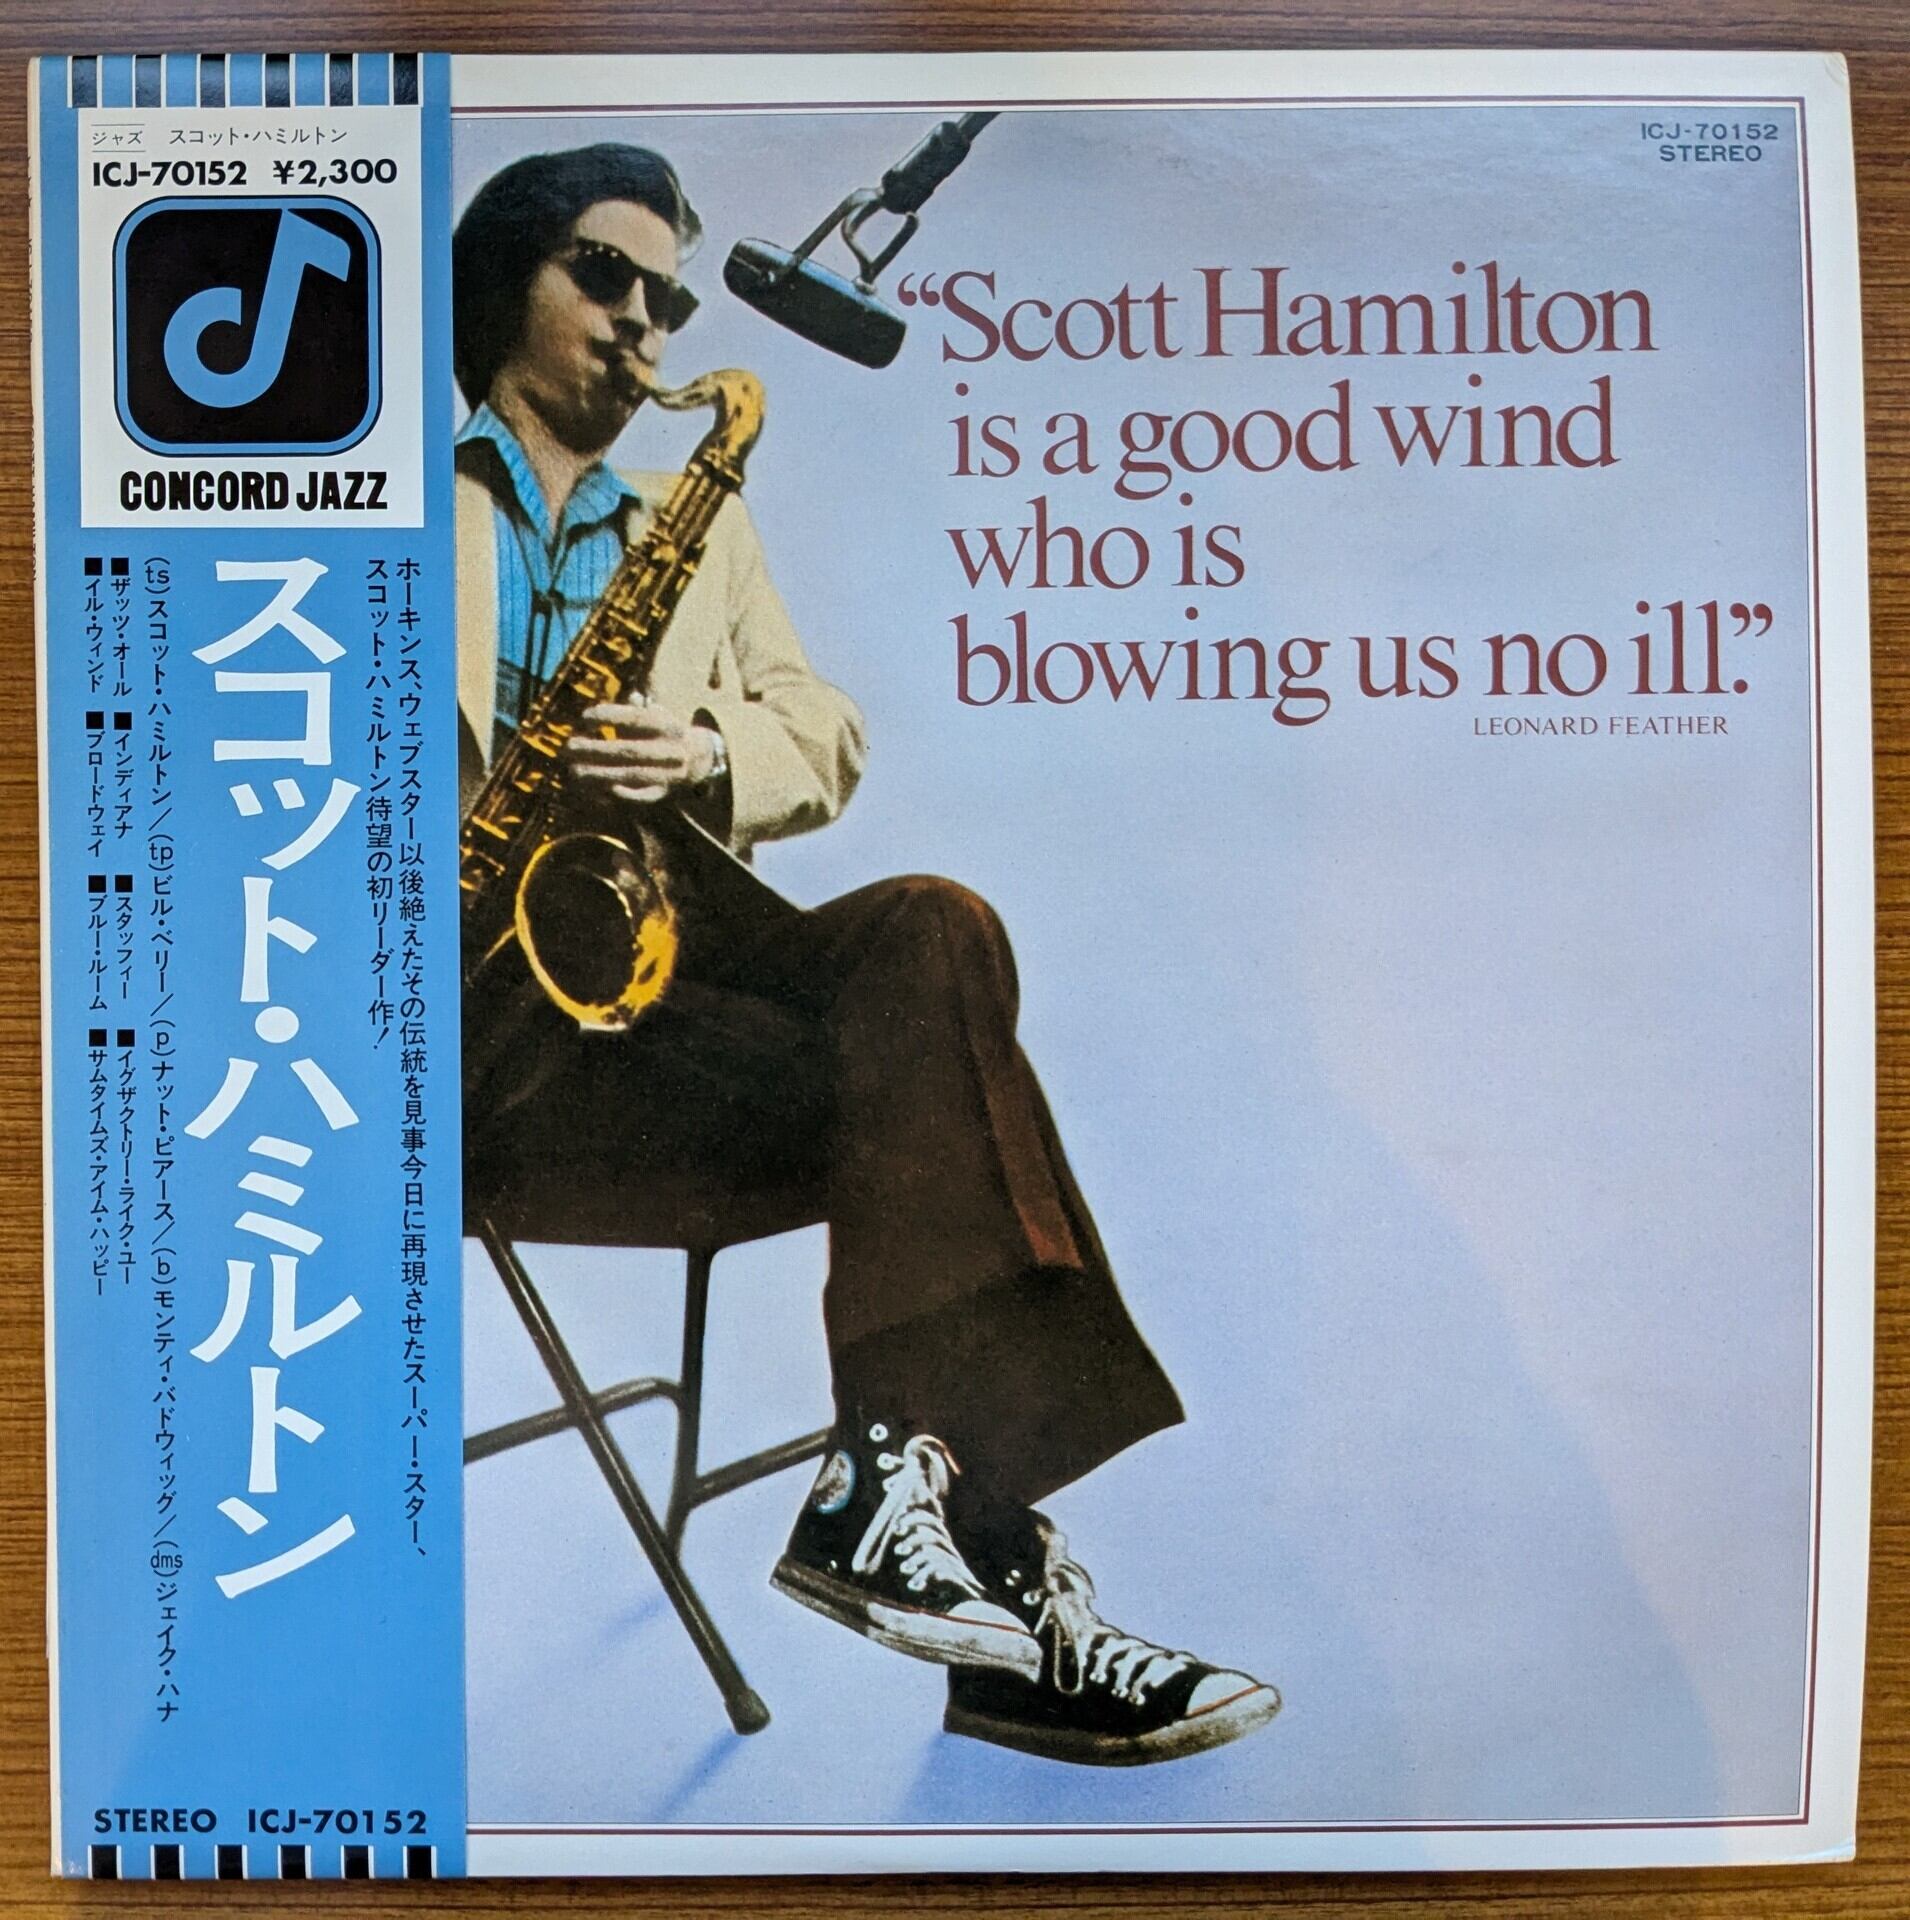 ジャズ スコット・ハミルトン
ICJ-70152 ¥2,300
CONCORD JAZZ
ホーキンス、ウェブスター以後絶えたその伝統を見事今日に再現させたスーパー・スター、
スコット・ハミルトン待望の初リーダー作!
スコット・ハミルトン
(ts)スコット・ハミルトン/(tp)ビル・ベリー/(p)ナット・ピアース/(b)モンティ・バドウィッグ/(dms)ジェイク・ハナ
■ザッツ・オール ■インディアナ ■スタッフィー ■イグザクトリー・ライク・ユー
■イル・ウィンド ■ブロードウェイ ■ブルー・ルーム ■サムタイムズ・アイム・ハッピー
STEREO ICJ-70152
ICJ-70152
STEREO
“Scott Hamilton
is a good wind
who is
blowing us no ill.”
LEONARD FEATHER